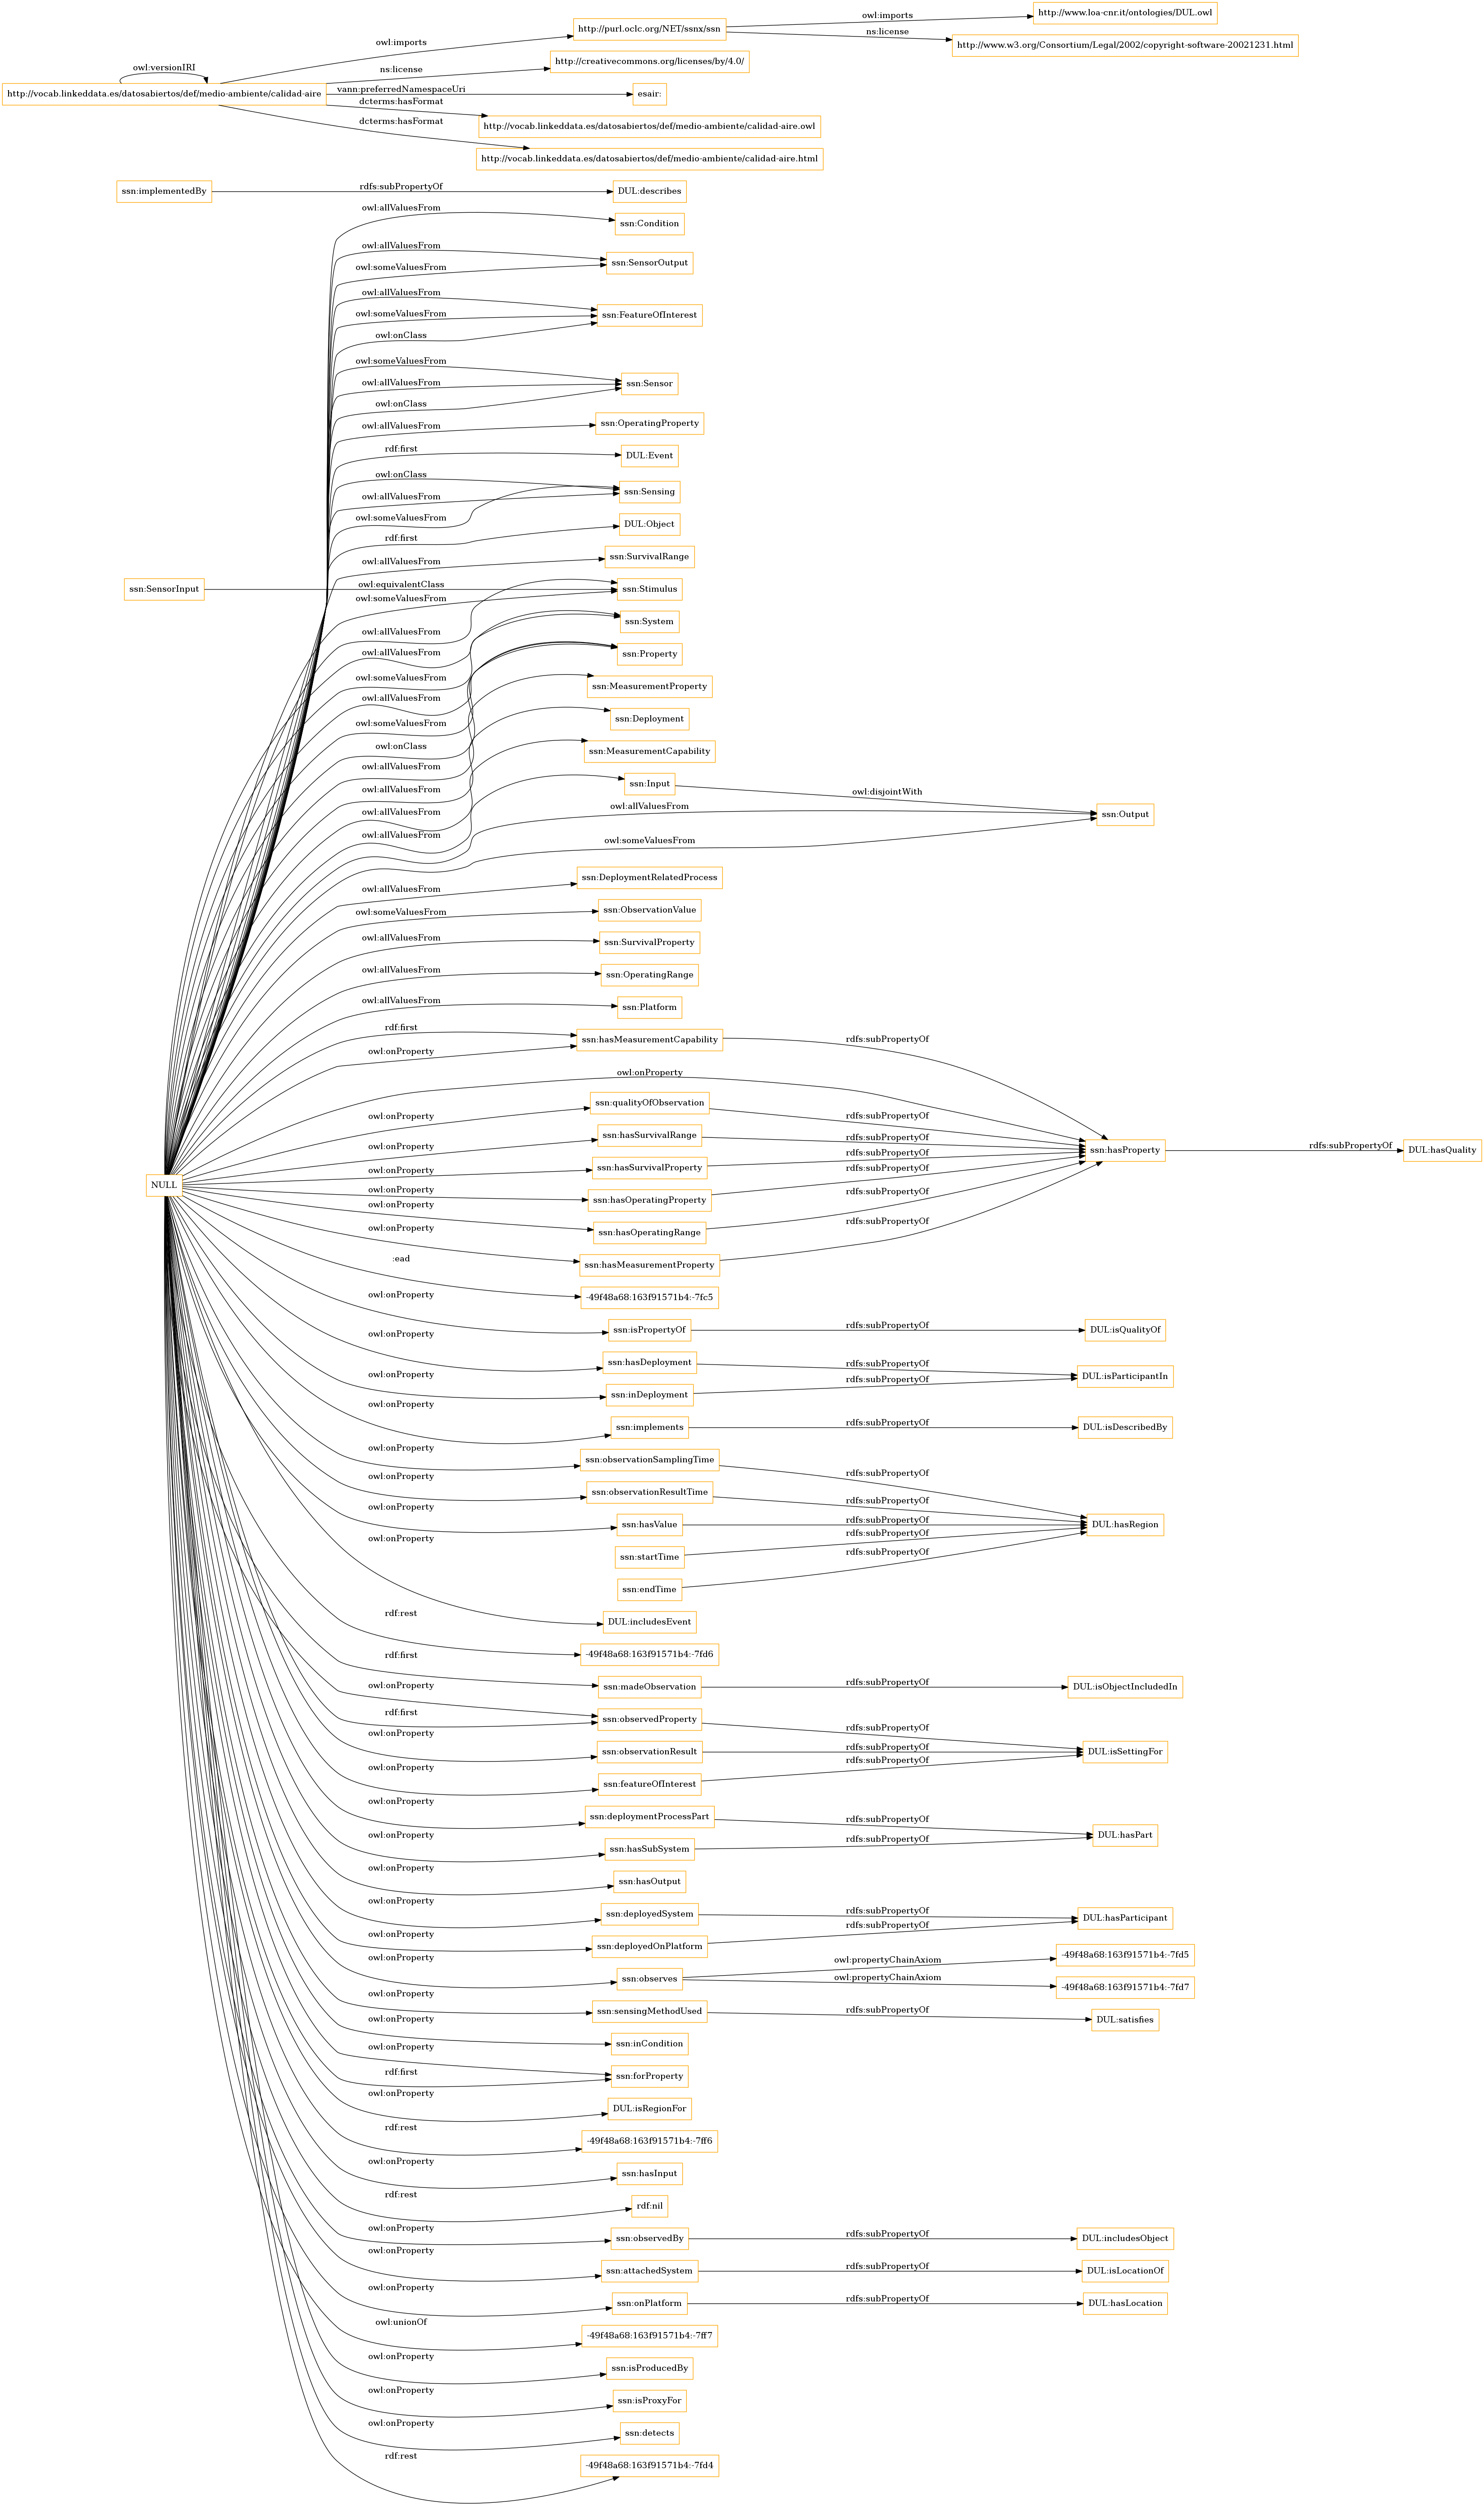 http://www.loa-cnr.it/ontologies/DUL.owl
owl:imports
http://purl.oclc.org/NET/ssnx/ssn
ns:license
owl:imports
http://www.w3.org/Consortium/Legal/2002/copyright-software-20021231.html
http://creativecommons.org/licenses/by/4.0/
owl:versionIRI
ns:license
http://vocab.linkeddata.es/datosabiertos/def/medio-ambiente/calidad-aire
vann:preferredNamespaceUri
esair:
dcterms:hasFormat
http://vocab.linkeddata.es/datosabiertos/def/medio-ambiente/calidad-aire.owl
dcterms:hasFormat
http://vocab.linkeddata.es/datosabiertos/def/medio-ambiente/calidad-aire.html
ssn:implementedBy
rdfs:subPropertyOf
DUL:describes
owl:allValuesFrom
ssn:Condition
owl:allValuesFrom
ssn:SensorOutput
owl:someValuesFrom
owl:allValuesFrom
ssn:FeatureOfInterest
owl:someValuesFrom
owl:onClass
owl:someValuesFrom
ssn:Sensor
owl:allValuesFrom
owl:onClass
owl:allValuesFrom
ssn:OperatingProperty
rdf:first
DUL:Event
owl:onClass
ssn:Sensing
owl:allValuesFrom
owl:someValuesFrom
DUL:Object
rdf:first
owl:allValuesFrom
ssn:SurvivalRange
ssn:SensorInput
owl:equivalentClass
ssn:Stimulus
owl:someValuesFrom
owl:allValuesFrom
ssn:System
owl:allValuesFrom
ssn:Property
owl:someValuesFrom
ssn:MeasurementProperty
owl:allValuesFrom
ssn:Deployment
owl:someValuesFrom
owl:onClass
ssn:MeasurementCapability
owl:allValuesFrom
ssn:Input
owl:disjointWith
owl:allValuesFrom
owl:allValuesFrom
owl:allValuesFrom
ssn:Output
owl:allValuesFrom
owl:someValuesFrom
owl:allValuesFrom
ssn:DeploymentRelatedProcess
owl:someValuesFrom
ssn:ObservationValue
owl:allValuesFrom
ssn:SurvivalProperty
owl:allValuesFrom
ssn:OperatingRange
owl:allValuesFrom
ssn:Platform
rdf:first
ssn:hasMeasurementCapability
rdfs:subPropertyOf
owl:onProperty
owl:onProperty
ssn:qualityOfObservation
rdfs:subPropertyOf
owl:onProperty
ssn:hasSurvivalRange
rdfs:subPropertyOf
owl:onProperty
ssn:hasProperty
rdfs:subPropertyOf
DUL:hasQuality
ssn:hasSurvivalProperty
rdfs:subPropertyOf
owl:onProperty
NULL
ssn:hasOperatingProperty
rdfs:subPropertyOf
owl:onProperty
ssn:hasOperatingRange
rdfs:subPropertyOf
owl:onProperty
ssn:hasMeasurementProperty
rdfs:subPropertyOf
owl:onProperty
:ead
-49f48a68:163f91571b4:-7fc5
owl:onProperty
ssn:isPropertyOf
rdfs:subPropertyOf
DUL:isQualityOf
owl:onProperty
ssn:hasDeployment
rdfs:subPropertyOf
DUL:isParticipantIn
owl:onProperty
ssn:inDeployment
rdfs:subPropertyOf
owl:onProperty
ssn:implements
rdfs:subPropertyOf
DUL:isDescribedBy
owl:onProperty
ssn:observationSamplingTime
rdfs:subPropertyOf
owl:onProperty
ssn:observationResultTime
rdfs:subPropertyOf
owl:onProperty
ssn:hasValue
rdfs:subPropertyOf
DUL:hasRegion
owl:onProperty
ssn:startTime
rdfs:subPropertyOf
ssn:endTime
rdfs:subPropertyOf
DUL:includesEvent
rdf:rest
-49f48a68:163f91571b4:-7fd6
rdf:first
ssn:madeObservation
rdfs:subPropertyOf
DUL:isObjectIncludedIn
owl:onProperty
ssn:observedProperty
rdfs:subPropertyOf
rdf:first
owl:onProperty
ssn:observationResult
rdfs:subPropertyOf
DUL:isSettingFor
owl:onProperty
ssn:featureOfInterest
rdfs:subPropertyOf
owl:onProperty
ssn:deploymentProcessPart
rdfs:subPropertyOf
DUL:hasPart
owl:onProperty
ssn:hasSubSystem
rdfs:subPropertyOf
owl:onProperty
ssn:hasOutput
owl:onProperty
ssn:deployedSystem
rdfs:subPropertyOf
DUL:hasParticipant
owl:onProperty
ssn:deployedOnPlatform
rdfs:subPropertyOf
owl:onProperty
ssn:observes
owl:propertyChainAxiom
-49f48a68:163f91571b4:-7fd5
owl:propertyChainAxiom
-49f48a68:163f91571b4:-7fd7
owl:onProperty
ssn:sensingMethodUsed
rdfs:subPropertyOf
DUL:satisfies
owl:onProperty
ssn:inCondition
owl:onProperty
ssn:forProperty
rdf:first
owl:onProperty
DUL:isRegionFor
rdf:rest
-49f48a68:163f91571b4:-7ff6
owl:onProperty
ssn:hasInput
rdf:rest
rdf:nil
owl:onProperty
ssn:observedBy
rdfs:subPropertyOf
DUL:includesObject
owl:onProperty
ssn:attachedSystem
rdfs:subPropertyOf
DUL:isLocationOf
owl:onProperty
ssn:onPlatform
rdfs:subPropertyOf
DUL:hasLocation
owl:unionOf
-49f48a68:163f91571b4:-7ff7
owl:onProperty
ssn:isProducedBy
owl:onProperty
ssn:isProxyFor
owl:onProperty
ssn:detects
rdf:rest
-49f48a68:163f91571b4:-7fd4